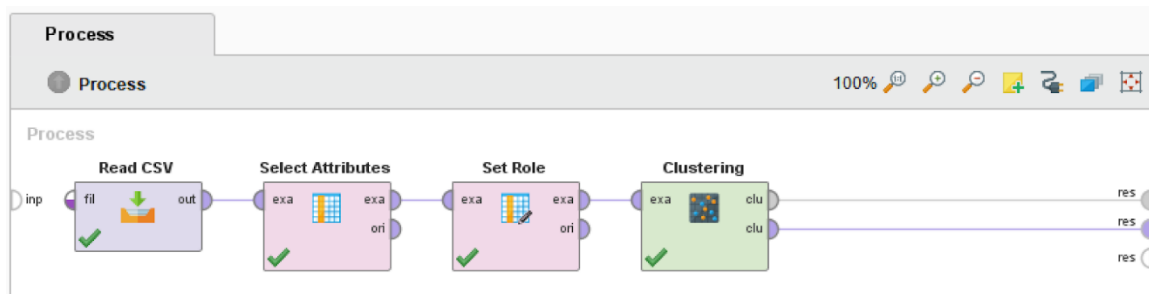 Process
Process
100%
Process
Read CSV
Select Attributes
Set Role
Clustering
inp
fil
out
exa
exa
ori
exa
exa
ori
exa
clu
clu
res
res
res